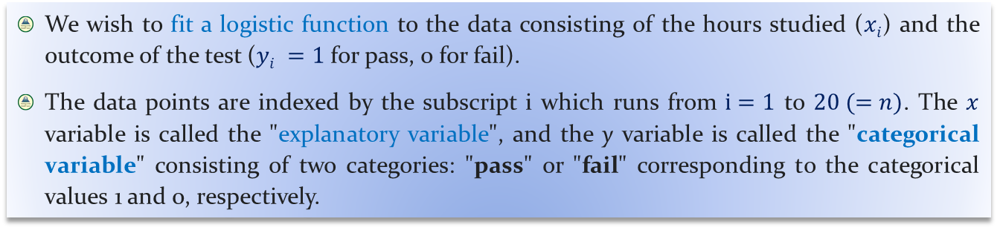 We wish to fit a logistic function to the data consisting of the hours studied (xᵢ) and the
outcome of the test (yᵢ = 1 for pass, 0 for fail).
The data points are indexed by the subscript i which runs from i = 1 to 20 (= n). The x
variable is called the "explanatory variable", and the y variable is called the "categorical
variable" consisting of two categories: "pass" or "fail" corresponding to the categorical
values 1 and 0, respectively.